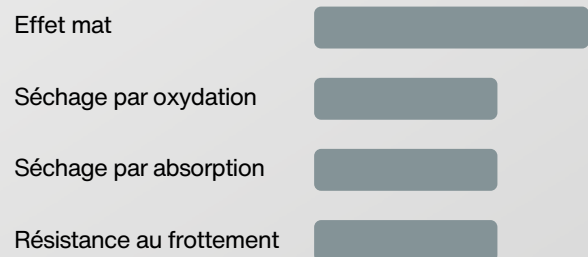 Effet mat
Séchage par oxydation
Séchage par absorption
Résistance au frottement